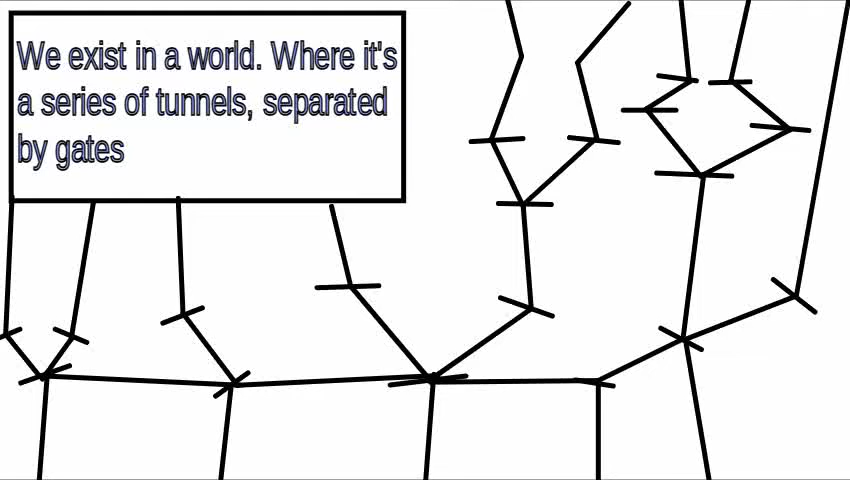 We exist in a world. Where it's
a series of tunnels, separated
by gates